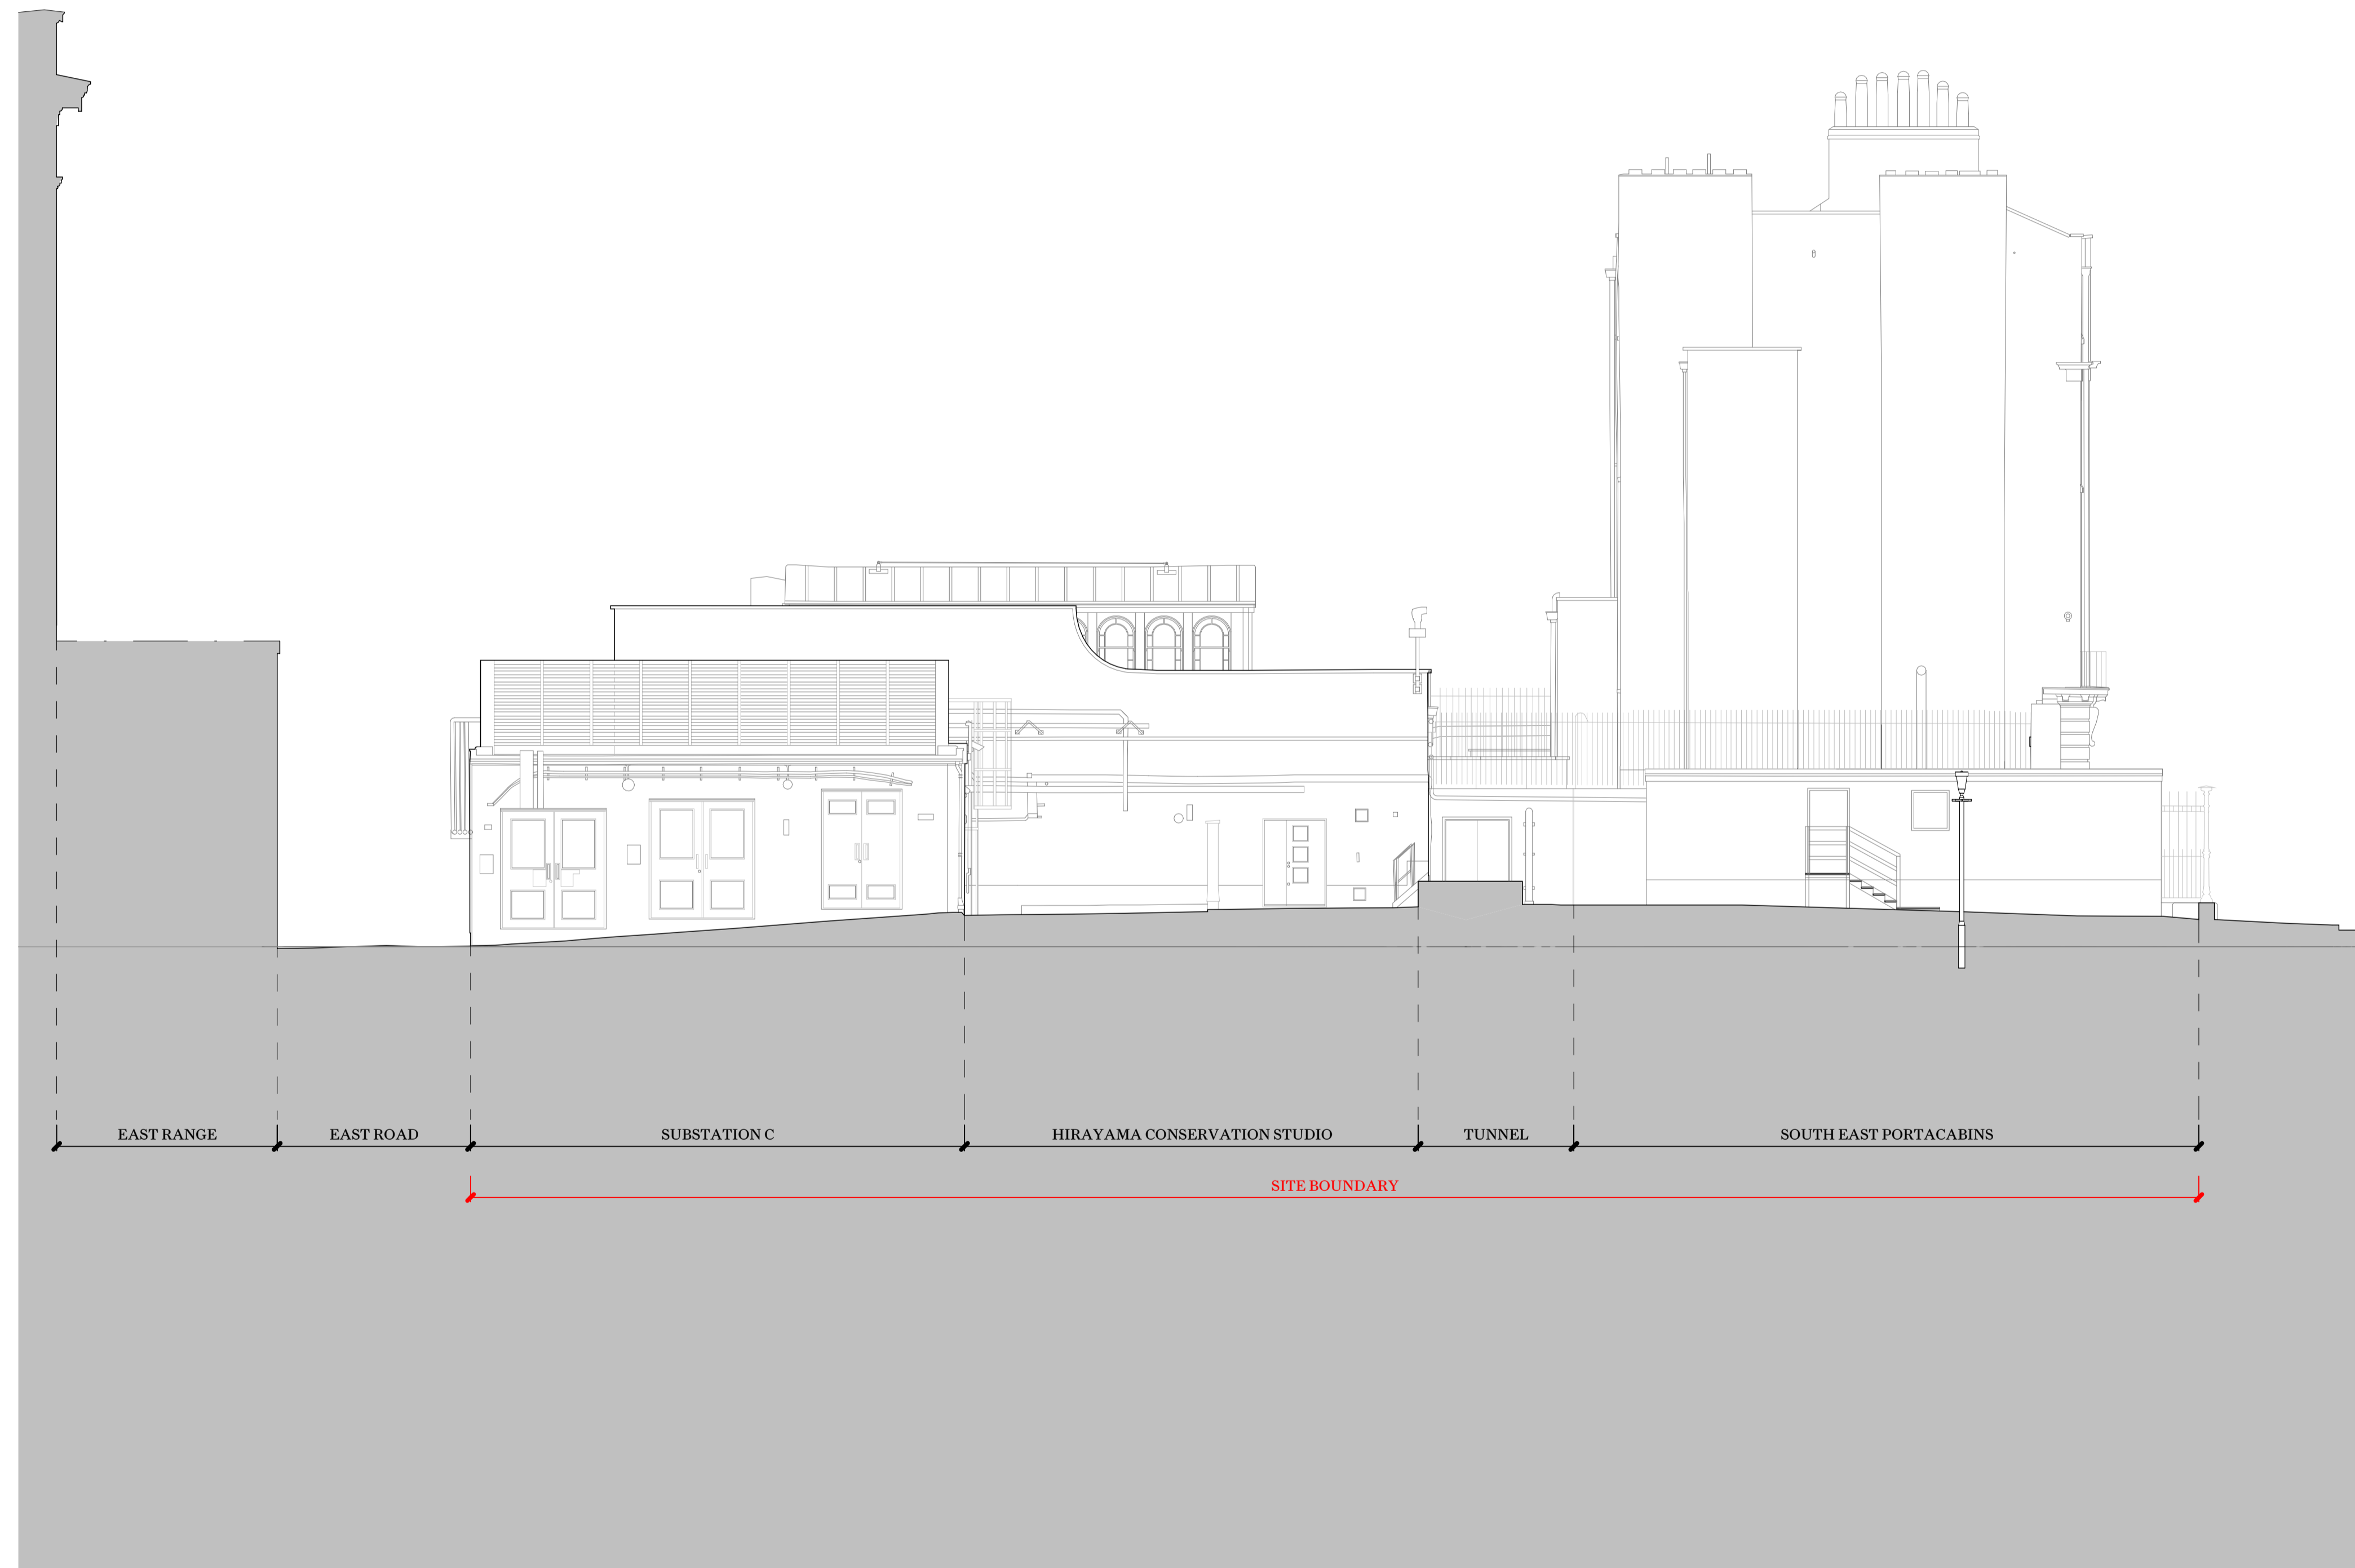 EAST RANGE
EAST ROAD
SUBSTATION C
HIRAYAMA CONSERVATION STUDIO
TUNNEL
SOUTH EAST PORTACABINS
SITE BOUNDARY